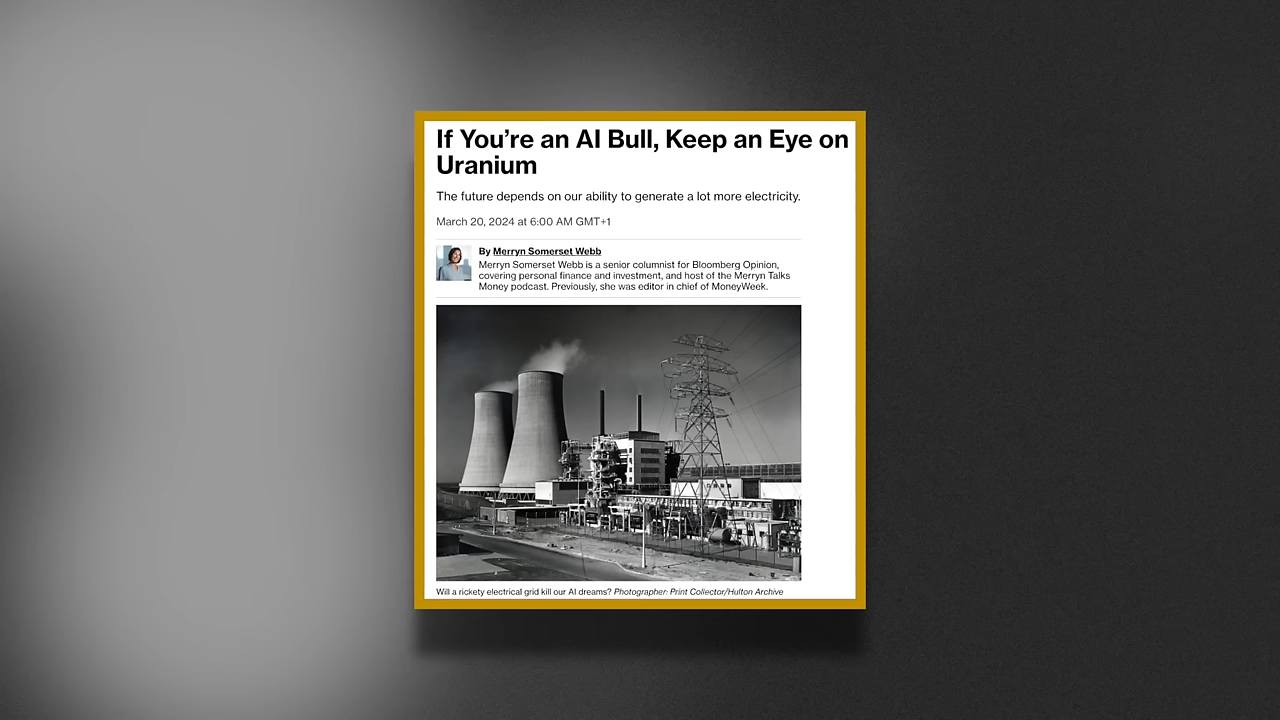 If You’re an AI Bull, Keep an Eye on
Uranium
The future depends on our ability to generate a lot more electricity.
March 20, 2024 at 6:00 AM GMT+1
By Merryn Somerset Webb
Merryn Somerset Webb is a senior columnist for Bloomberg Opinion,
covering personal finance and investment, and host of the Merryn Talks
Money podcast. Previously, she was editor in chief of MoneyWeek.
Will a rickety electrical grid kill our AI dreams? Photographer: Print Collector/Hulton Archive